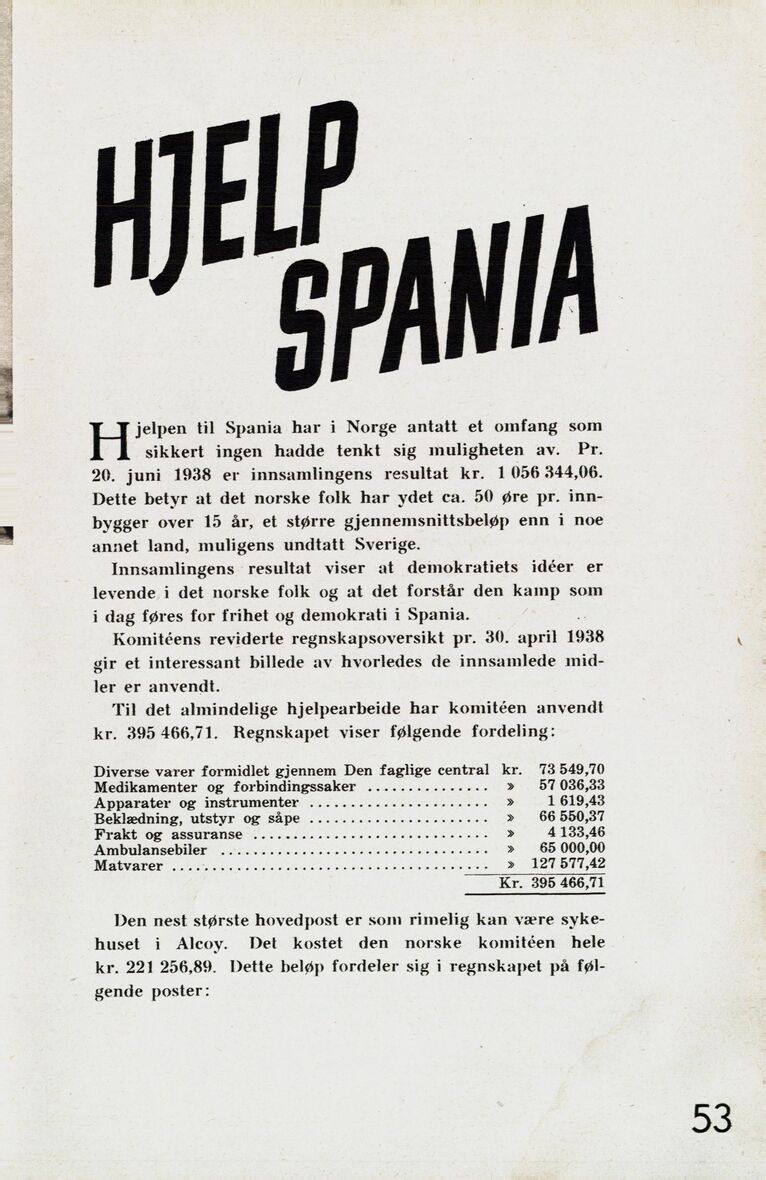 HJELP
SPANIA
Hjelpen til Spania har i Norge antatt et omfang som
sikkert ingen hadde tenkt sig muligheten av. Pr.
20. juni 1938 er innsamlingens resultat kr. 1 056 344,06.
Dette betyr at det norske folk har ydet ca. 50 øre pr. inn-
bygger over 15 år, et større gjennemsnittsbeløp enn i noe
annet land, muligens undtatt Sverige.
Innsamlingens resultat viser at demokratiets idéer er
levende i det norske folk og at det forstår den kamp som
i dag føres for frihet og demokrati i Spania.
Komitéens reviderte regnskapsoversikt pr. 30. april 1938
gir et interessant billede av hvorledes de innsamlede mid-
ler er anvendt.
Til det almindelige hjelpearbeide har komitéen anvendt
kr. 395 466,71. Regnskapet viser følgende fordeling:
Diverse varer formidlet gjennem Den faglige central kr. 73 549,70
Medikamenter og forbindingssaker ............... » 57 036,33
Apparater og instrumenter ...................... » 1 619,43
Beklædning, utstyr og såpe ...................... » 66 550,37
Frakt og assuranse ............................. » 4 133,46
Ambulansebiler ................................. » 65 000,00
Matvarer ....................................... » 127 577,42
Kr. 395 466,71
Den nest største hovedpost er som rimelig kan være syke-
huset i Alcoy. Det kostet den norske komitéen hele
kr. 221 256,89. Dette beløp fordeler sig i regnskapet på føl-
gende poster:
53